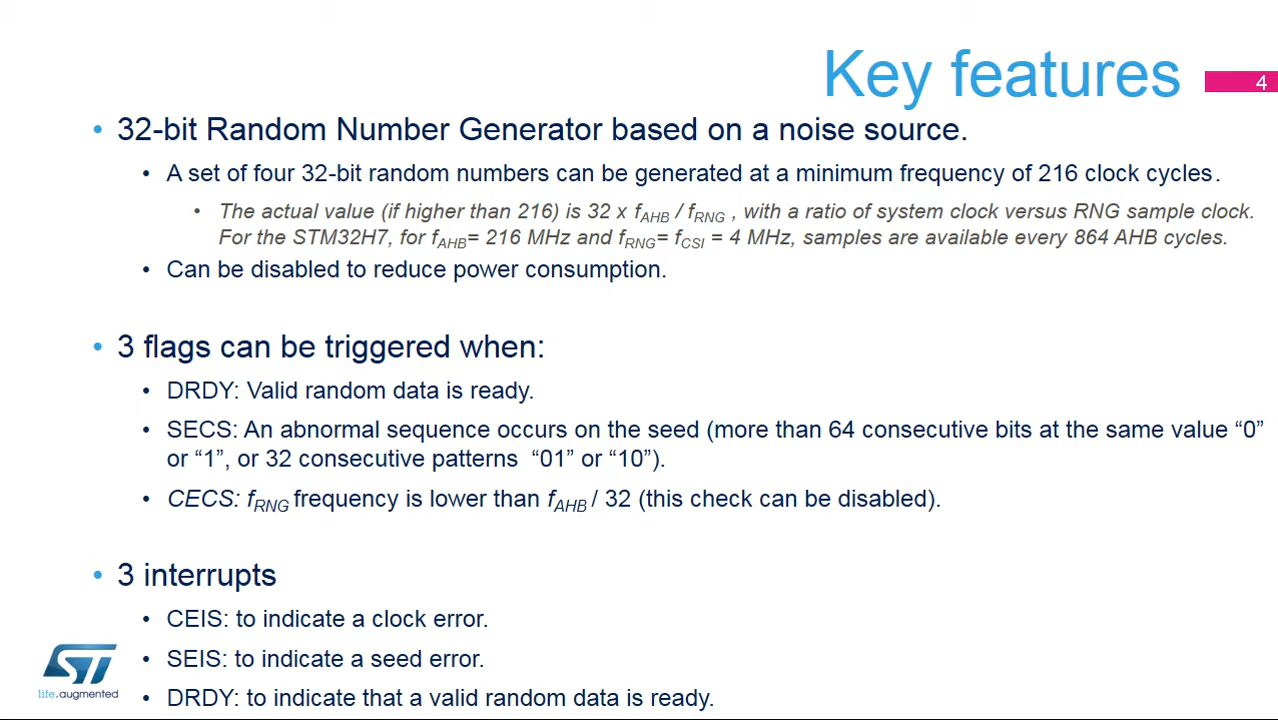 Key features
4
• 32-bit Random Number Generator based on a noise source.
• A set of four 32-bit random numbers can be generated at a minimum frequency of 216 clock cycles.
• The actual value (if higher than 216) is 32 x fAHB / fRNG , with a ratio of system clock versus RNG sample clock.
For the STM32H7, for fAHB= 216 MHz and fRNG= fCSI = 4 MHz, samples are available every 864 AHB cycles.
• Can be disabled to reduce power consumption.
• 3 flags can be triggered when:
• DRDY: Valid random data is ready.
• SECS: An abnormal sequence occurs on the seed (more than 64 consecutive bits at the same value “0”
or “1”, or 32 consecutive patterns “01” or “10”).
• CECS: fRNG frequency is lower than fAHB / 32 (this check can be disabled).
• 3 interrupts
• CEIS: to indicate a clock error.
• SEIS: to indicate a seed error.
• DRDY: to indicate that a valid random data is ready.
ST
life.augmented